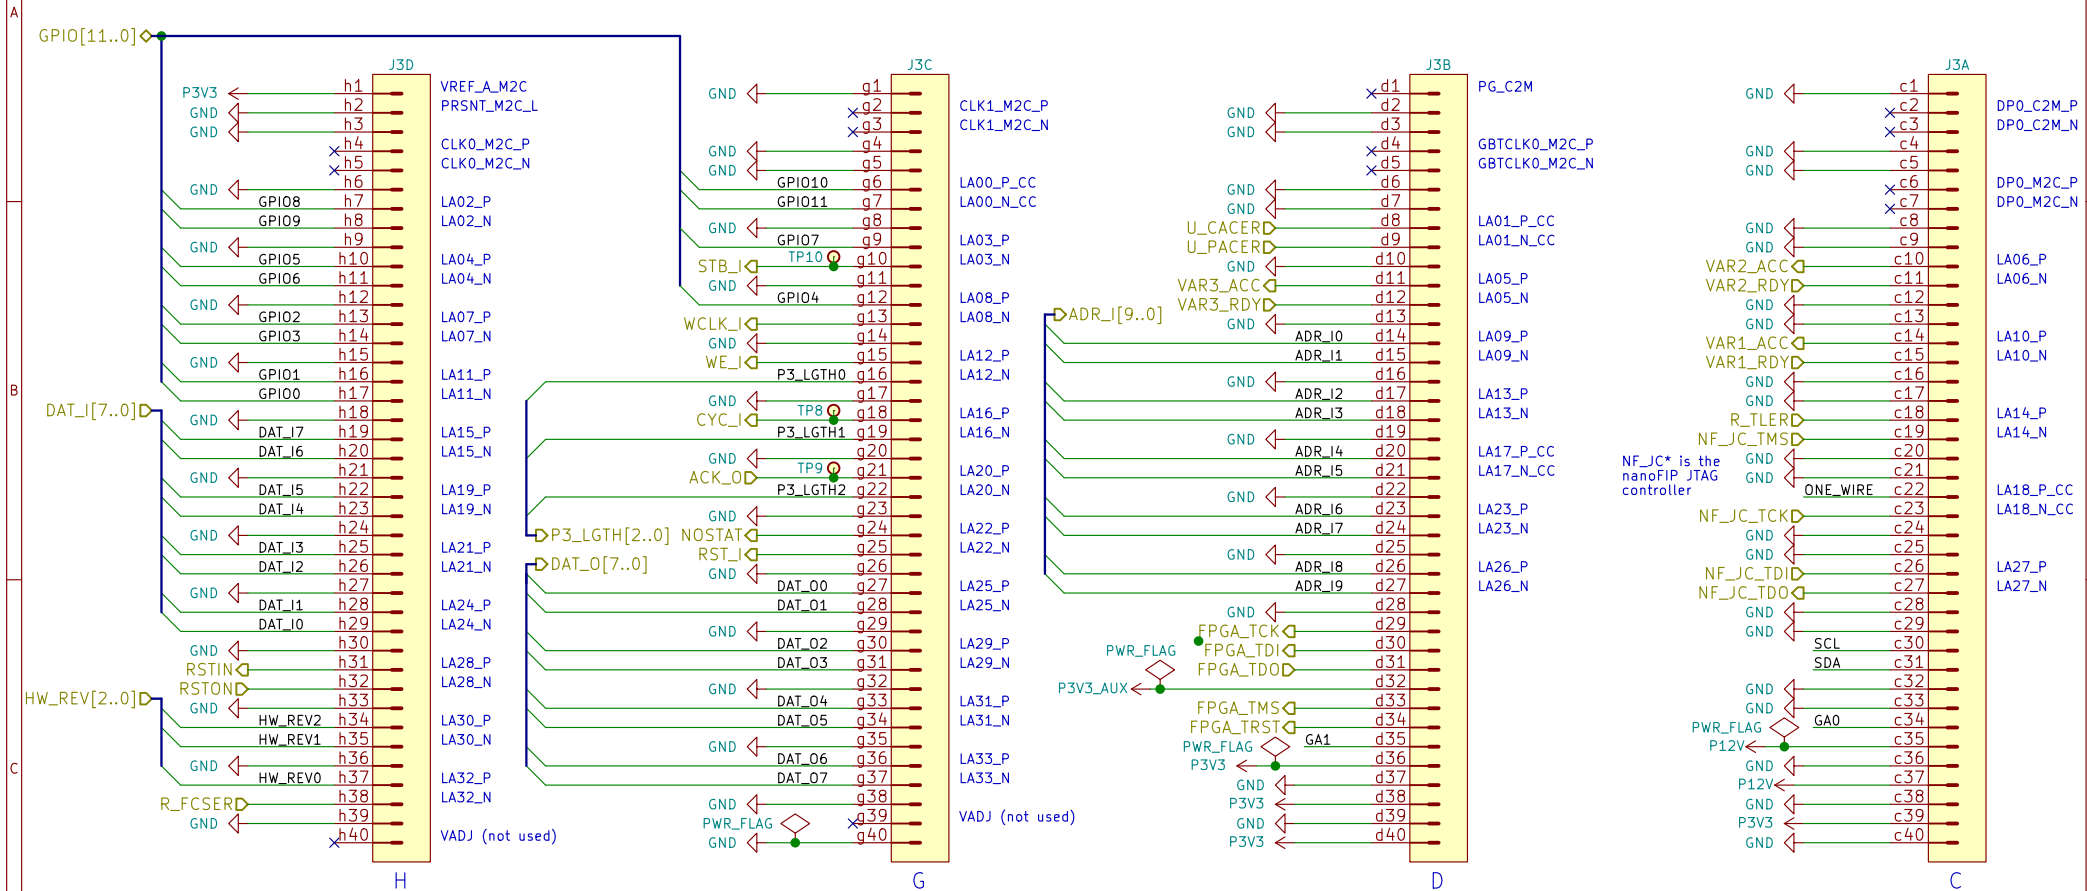 A
B
C
GPIO[11..0]
DAT_I[7..0]
HW_REV[2..0]
J3D
P3V3 h1 VREF_A_M2C
GND h2 PRSNT_M2C_L
GND h3
h4 CLK0_M2C_P
h5 CLK0_M2C_N
GND h6
GPIO8 h7 LA02_P
GPIO9 h8 LA02_N
GND h9
GPIO5 h10 LA04_P
GPIO6 h11 LA04_N
GND h12
GPIO2 h13 LA07_P
GPIO3 h14 LA07_N
GND h15
GPIO1 h16 LA11_P
GPIO0 h17 LA11_N
GND h18
DAT_I7 h19 LA15_P
DAT_I6 h20 LA15_N
GND h21
DAT_I5 h22 LA19_P
DAT_I4 h23 LA19_N
GND h24
DAT_I3 h25 LA21_P
DAT_I2 h26 LA21_N
GND h27
DAT_I1 h28 LA24_P
DAT_I0 h29 LA24_N
GND h30
RSTIN h31 LA28_P
RSTON h32 LA28_N
GND h33
HW_REV2 h34 LA30_P
HW_REV1 h35 LA30_N
GND h36
HW_REV0 h37 LA32_P
R_FCSER h38 LA32_N
GND h39
h40 VADJ (not used)
H
J3C
GND g1
g2 CLK1_M2C_P
g3 CLK1_M2C_N
GND g4
GND g5
GPIO10 g6 LA00_P_CC
GPIO11 g7 LA00_N_CC
GND g8
GPIO7 g9 LA03_P
STB_I TP10 g10 LA03_N
GND g11
GPIO4 g12 LA08_P
WCLK_I g13 LA08_N
GND g14
WE_I g15 LA12_P
P3_LGTH0 g16 LA12_N
GND g17
CYC_I TP8 g18 LA16_P
P3_LGTH1 g19 LA16_N
GND g20
ACK_O TP9 g21 LA20_P
P3_LGTH2 g22 LA20_N
GND g23
P3_LGTH[2..0] NOSTAT g24 LA22_P
RST_I g25 LA22_N
DAT_O[7..0]
GND g26
DAT_O0 g27 LA25_P
DAT_O1 g28 LA25_N
GND g29
DAT_O2 g30 LA29_P
DAT_O3 g31 LA29_N
GND g32
DAT_O4 g33 LA31_P
DAT_O5 g34 LA31_N
GND g35
DAT_O6 g36 LA33_P
DAT_O7 g37 LA33_N
GND g38
PWR_FLAG g39 VADJ (not used)
GND g40
G
J3B
d1 PG_C2M
GND d2
GND d3
d4 GBTCLK0_M2C_P
d5 GBTCLK0_M2C_N
GND d6
GND d7
U_CACER d8 LA01_P_CC
U_PACER d9 LA01_N_CC
GND d10
VAR3_ACC d11 LA05_P
VAR3_RDY d12 LA05_N
ADR_I[9..0]
GND d13
ADR_I0 d14 LA09_P
ADR_I1 d15 LA09_N
GND d16
ADR_I2 d17 LA13_P
ADR_I3 d18 LA13_N
GND d19
ADR_I4 d20 LA17_P_CC
ADR_I5 d21 LA17_N_CC
GND d22
ADR_I6 d23 LA23_P
ADR_I7 d24 LA23_N
GND d25
ADR_I8 d26 LA26_P
ADR_I9 d27 LA26_N
GND d28
FPGA_TCK d29
PWR_FLAG FPGA_TDI d30
FPGA_TDO d31
P3V3_AUX d32
FPGA_TMS d33
FPGA_TRST d34
PWR_FLAG GA1 d35
P3V3 d36
GND d37
P3V3 d38
GND d39
P3V3 d40
D
J3A
GND c1
c2 DP0_C2M_P
c3 DP0_C2M_N
GND c4
GND c5
c6 DP0_M2C_P
c7 DP0_M2C_N
GND c8
GND c9
VAR2_ACC c10 LA06_P
VAR2_RDY c11 LA06_N
GND c12
GND c13
VAR1_ACC c14 LA10_P
VAR1_RDY c15 LA10_N
GND c16
GND c17
R_TLER c18 LA14_P
NF_JC_TMS c19 LA14_N
GND c20
GND c21
NF_JC* is the
nanoFIP JTAG
controller
ONE_WIRE c22 LA18_P_CC
NF_JC_TCK c23 LA18_N_CC
GND c24
GND c25
NF_JC_TDI c26 LA27_P
NF_JC_TDO c27 LA27_N
GND c28
GND c29
SCL c30
SDA c31
GND c32
GND c33
PWR_FLAG GA0 c34
P12V c35
GND c36
P12V c37
GND c38
P3V3 c39
GND c40
C